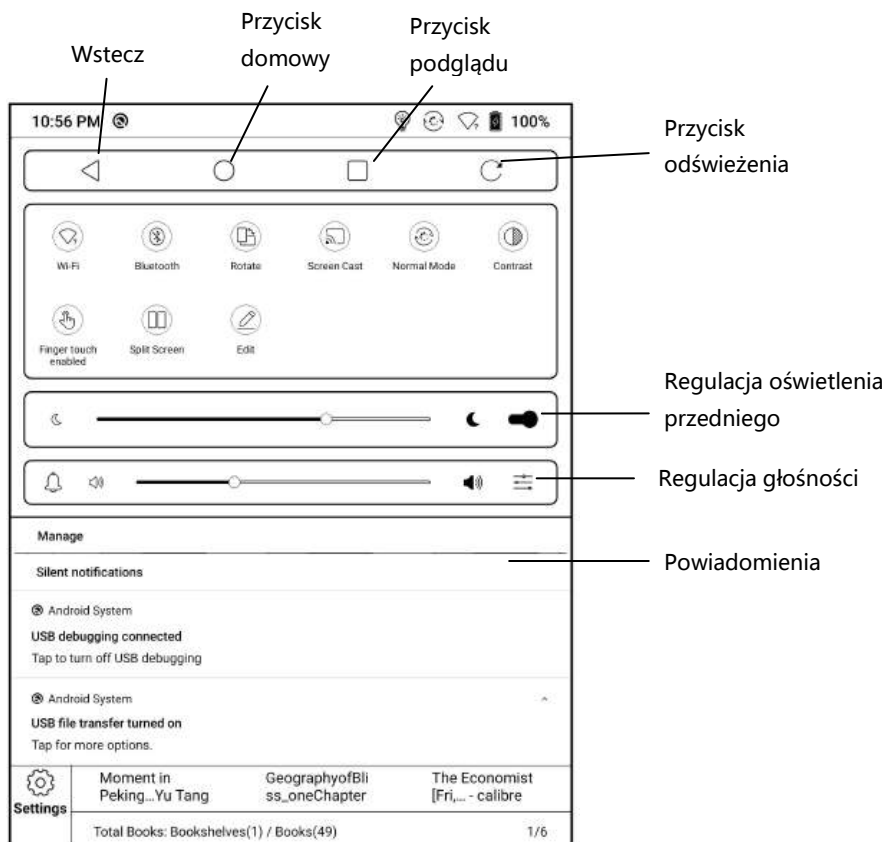 Przycisk
domowy
Przycisk
podglądu
Wstecz
10:56 PM
100%
Przycisk
odświeżenia
Wi-Fi
Bluetooth
Rotate
Screen Cast
Normal Mode
Contrast
Finger touch
enabled
Split Screen
Edit
Regulacja oświetlenia
przedniego
Regulacja głośności
Manage
Powiadomienia
Silent notifications
Android System
USB debugging connected
Tap to turn off USB debugging
Android System
USB file transfer turned on
Tap for more options.
Settings
Moment in
Peking...Yu Tang
GeographyofBli
ss_oneChapter
The Economist
[Fri,... - calibre
Total Books: Bookshelves(1) / Books(49)
1/6